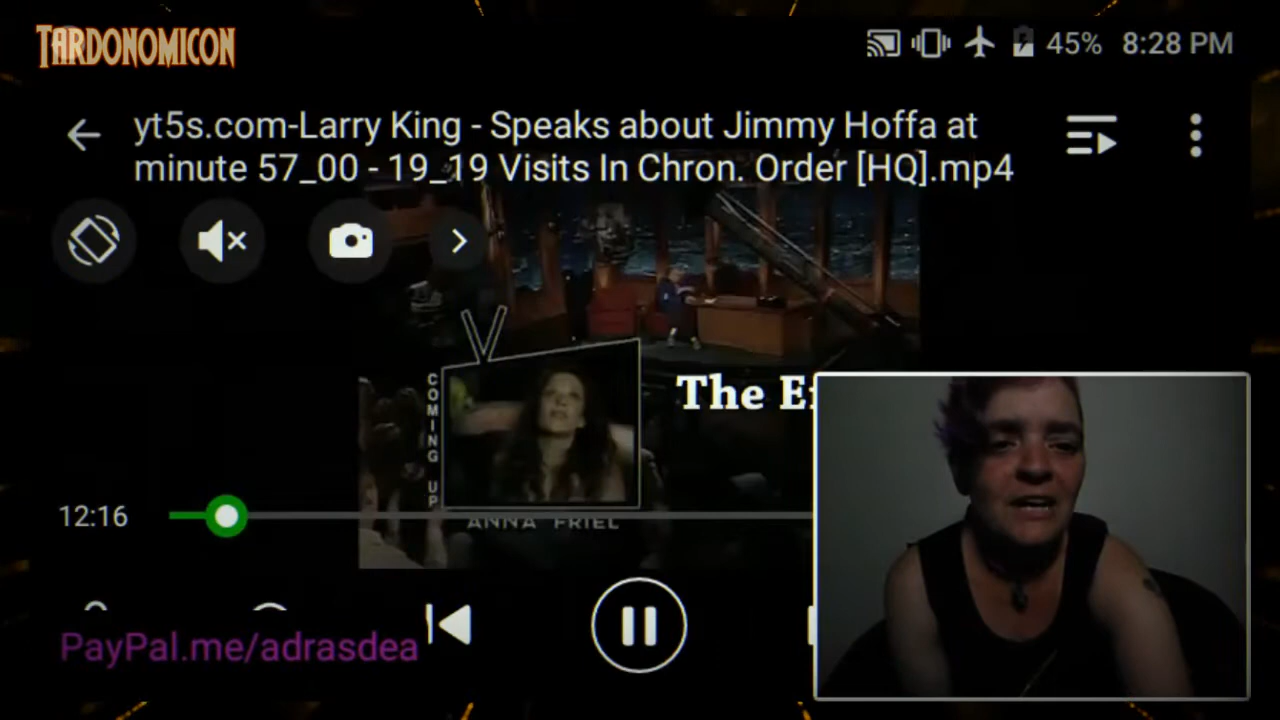 TARDONOMICON
45% 8:28 PM
yt5s.com-Larry King - Speaks about Jimmy Hoffa at
minute 57_00 - 19_19 Visits In Chron. Order [HQ].mp4
COMING UP
The
ANNA FRIEL
12:16
PayPal.me/adrasdea